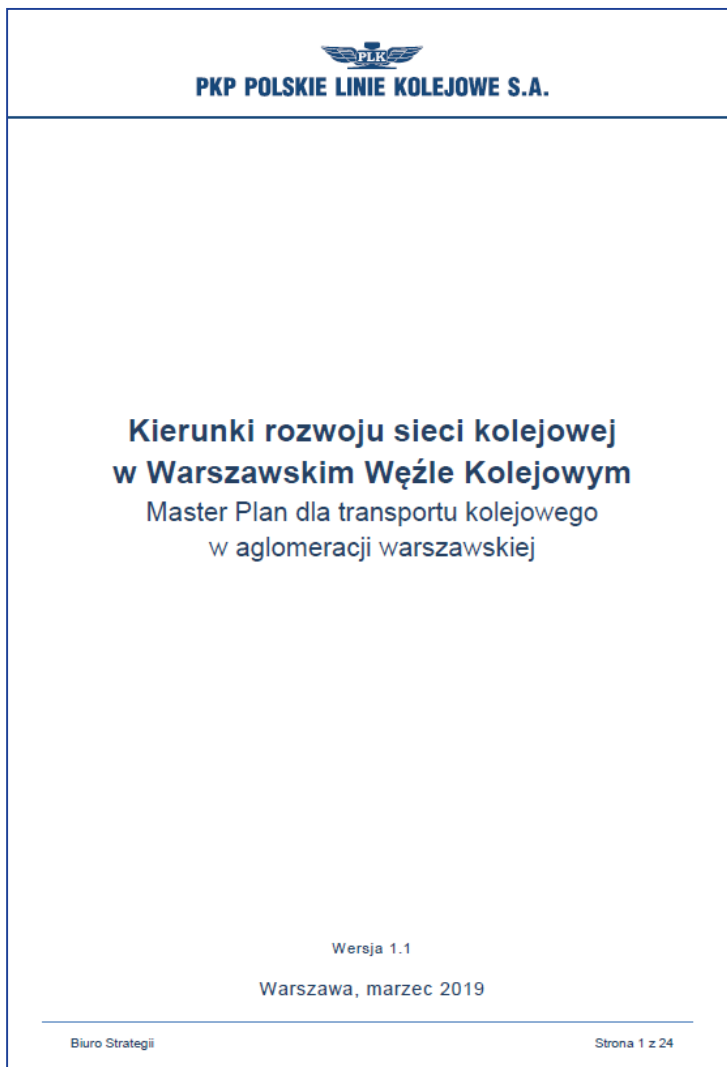 PLK
PKP POLSKIE LINIE KOLEJOWE S.A.
Kierunki rozwoju sieci kolejowej
w Warszawskim Węźle Kolejowym
Master Plan dla transportu kolejowego
w aglomeracji warszawskiej
Wersja 1.1
Warszawa, marzec 2019
Biuro Strategii
Strona 1 z 24